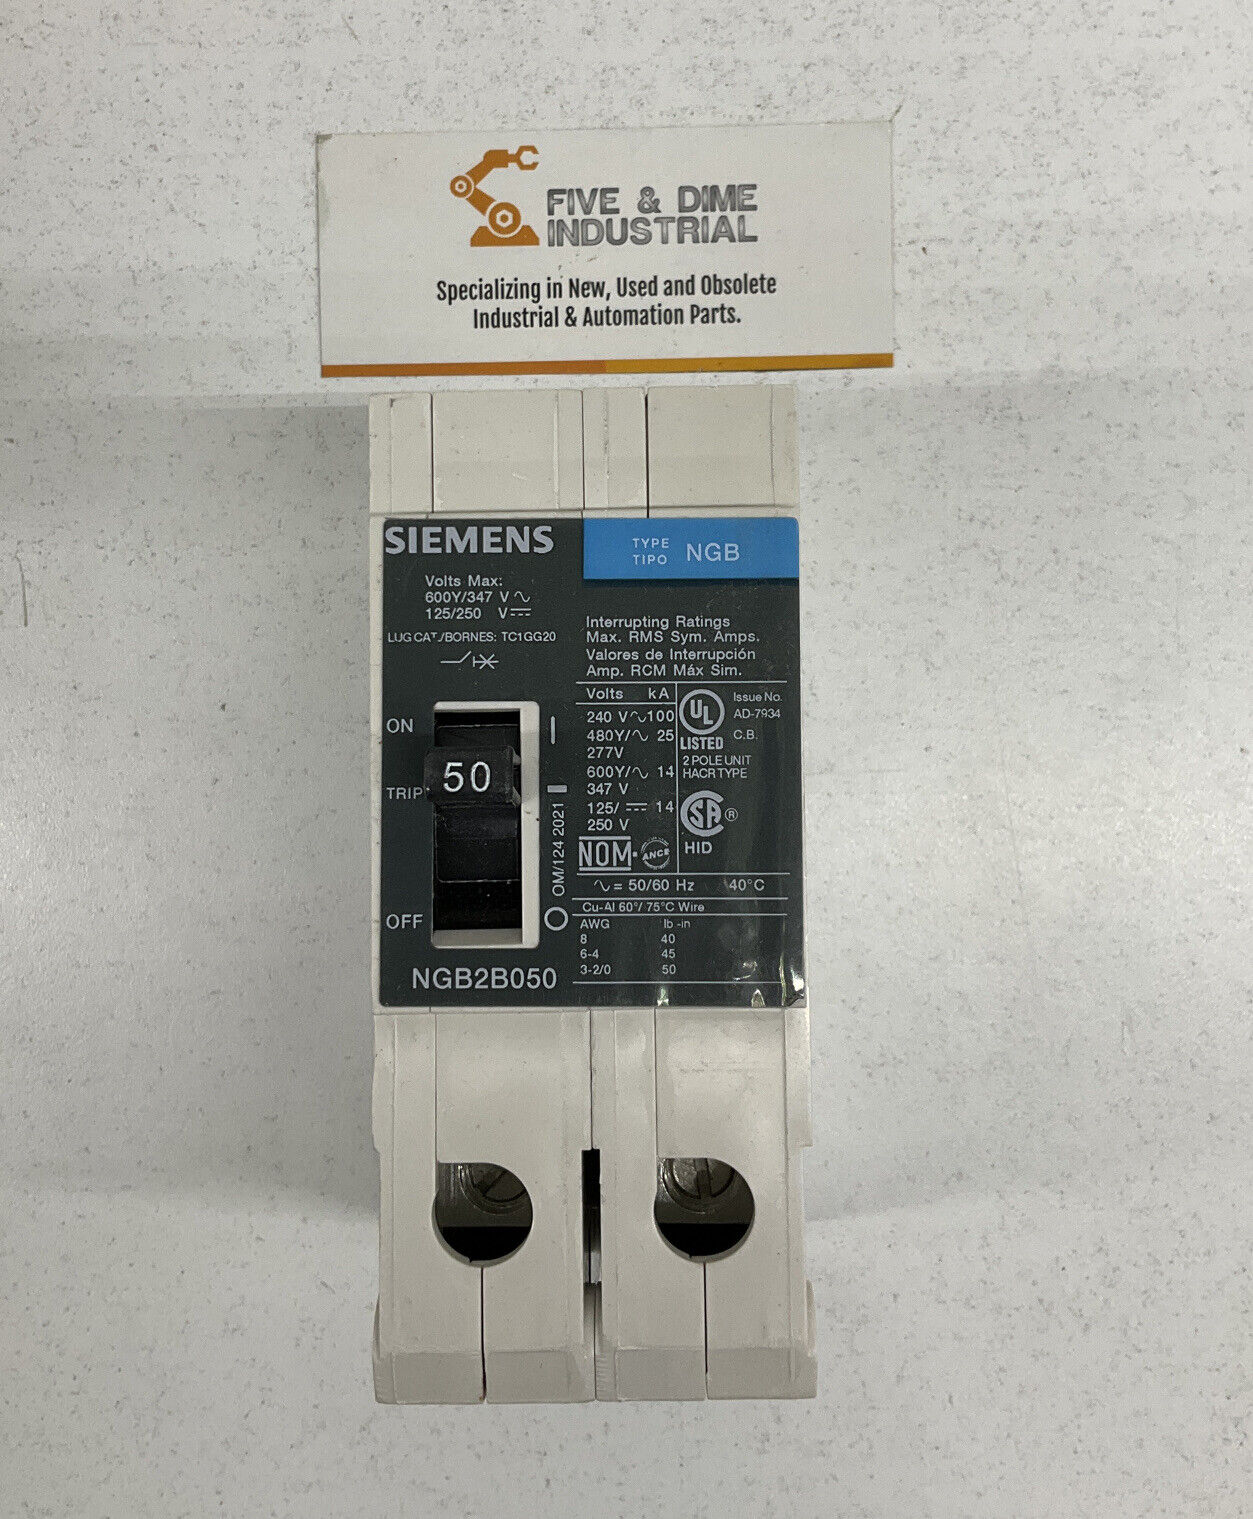 FIVE & DIME
INDUSTRIAL
Specializing in New, Used and Obsolete
Industrial & Automation Parts.
SIEMENS
TYPE
TIPO
NGB
Volts Max:
600Y/347 V
125/250 V
LUG CAT./BORNES: TC1GG20
ON
TRIP
OFF
50
OM/124 2021
NGB2B050
Interrupting Ratings
Max. RMS Sym. Amps.
Valores de Interrupción
Amp. RCM Máx Sim.
Volts kA
240 V 100
480Y/ 25
277V
600Y/ 14
347 V
125/ 14
250 V
UL
LISTED
Issue No.
AD-7934
C.B.
2 POLE UNIT
HACR TYPE
SA ®
HID
NOM
ANCE
= 50/60 Hz 40°C
Cu-Al 60°/ 75°C Wire
AWG lb-in
8 40
6-4 45
3-2/0 50